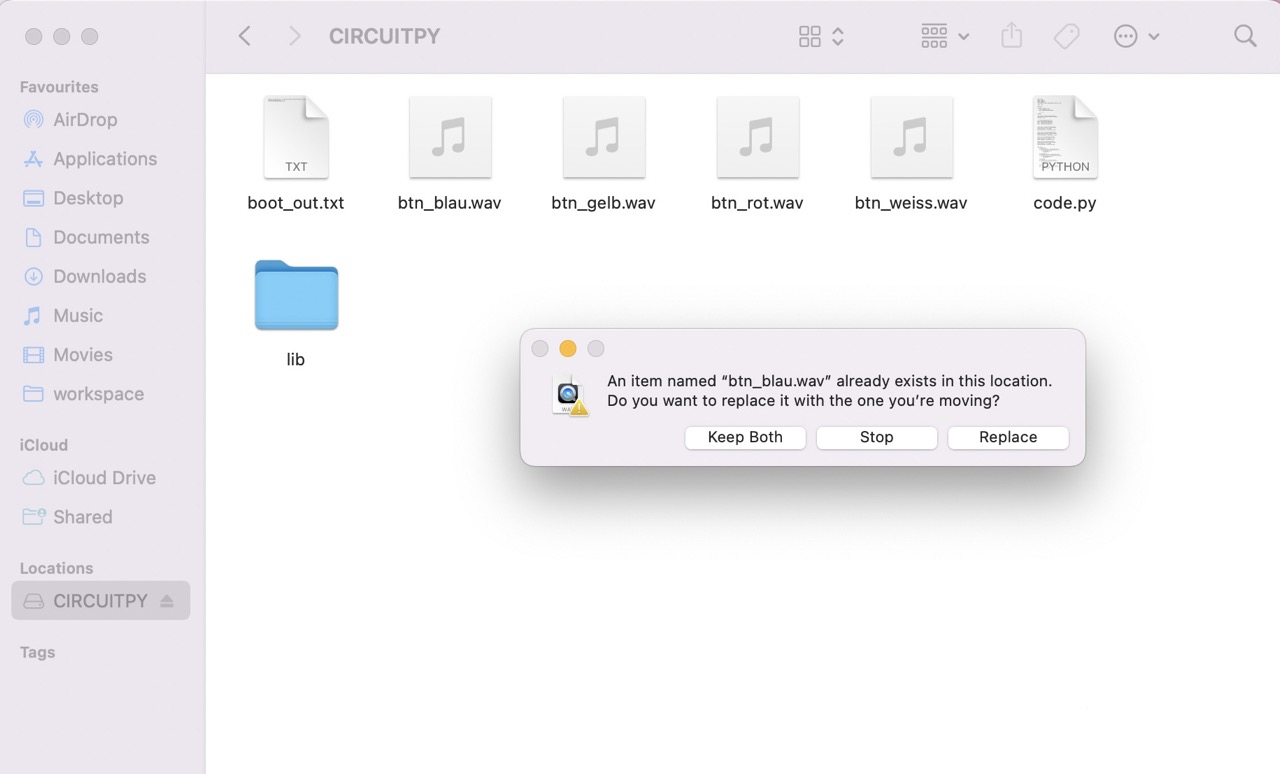 CIRCUITPY
Favourites
AirDrop
Applications
Desktop
Documents
Downloads
Music
Movies
workspace
iCloud
iCloud Drive
Shared
Locations
CIRCUITPY
Tags
TXT
PYTHON
boot_out.txt btn_blau.wav btn_gelb.wav btn_rot.wav btn_weiss.wav code.py
lib
An item named “btn_blau.wav” already exists in this location.
Do you want to replace it with the one you’re moving?
Keep Both Stop Replace